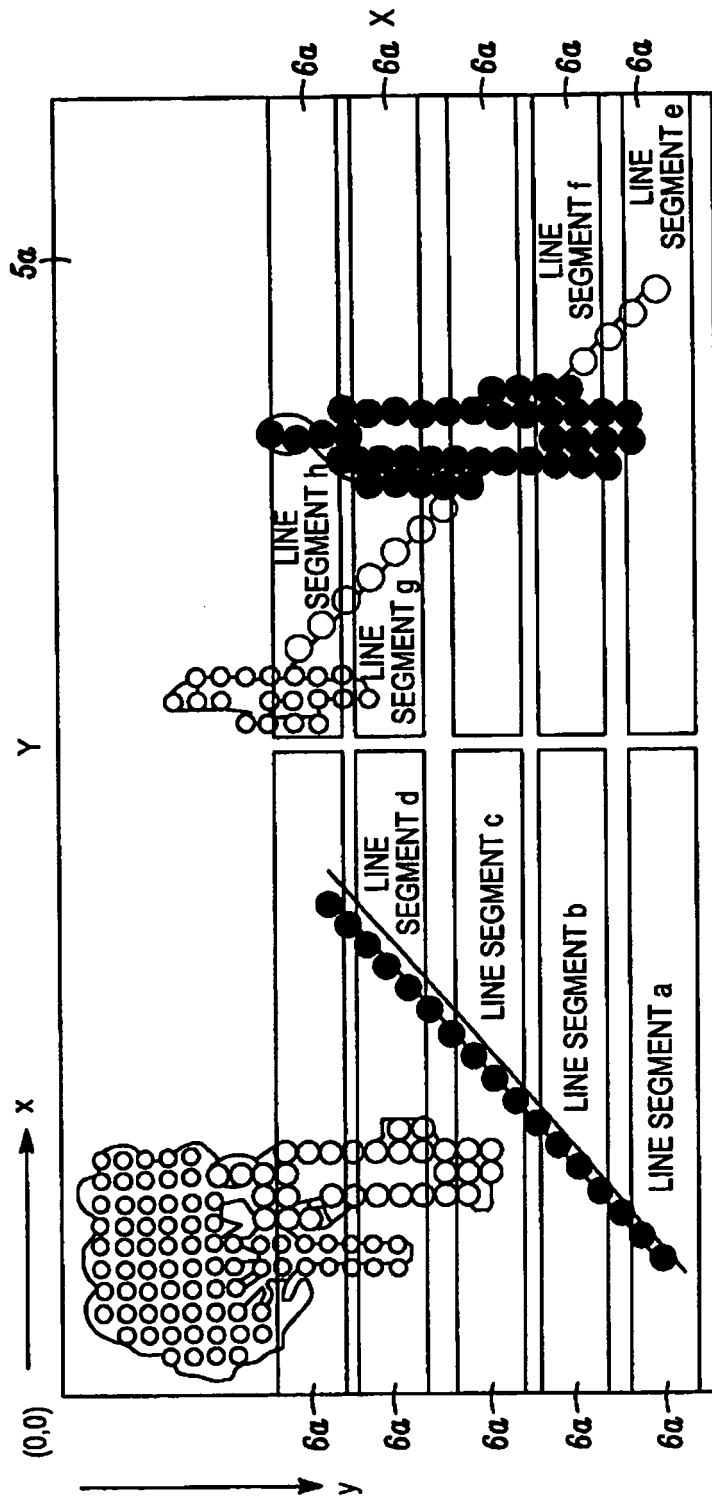 (0,0)
x
Y
5a
y
6a
6a
6a
6a
6a
LINE
SEGMENT d
LINE SEGMENT c
LINE SEGMENT b
LINE SEGMENT a
LINE
SEGMENT h
LINE
SEGMENT g
LINE
SEGMENT f
LINE
SEGMENT e
6a
6a
X
6a
6a
6a